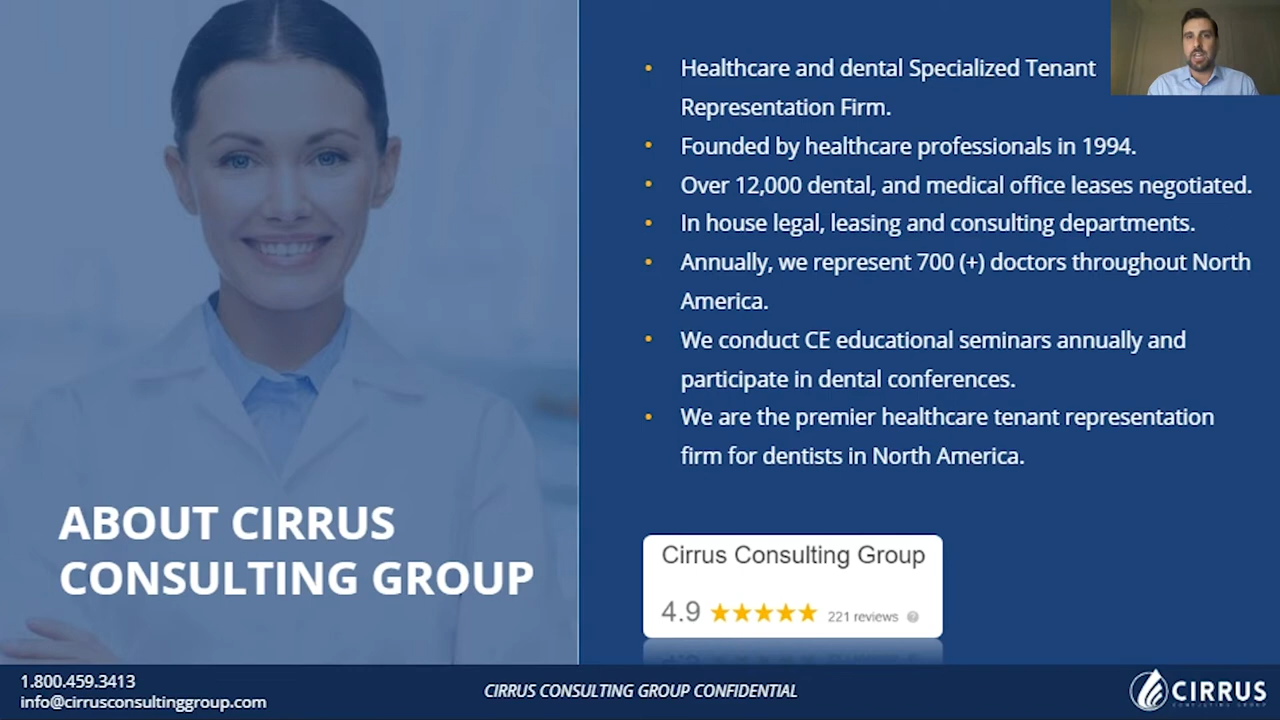 Healthcare and dental Specialized Tenant
Representation Firm.
Founded by healthcare professionals in 1994.
Over 12,000 dental, and medical office leases negotiated.
In house legal, leasing and consulting departments.
Annually, we represent 700 (+) doctors throughout North
America.
We conduct CE educational seminars annually and
participate in dental conferences.
We are the premier healthcare tenant representation
firm for dentists in North America.
ABOUT CIRRUS
CONSULTING GROUP
Cirrus Consulting Group
4.9 ★★★★★ 221 reviews ?
1.800.459.3413
info@cirrusconsultinggroup.com
CIRRUS CONSULTING GROUP CONFIDENTIAL
CIRRUS
CONSULTING GROUP